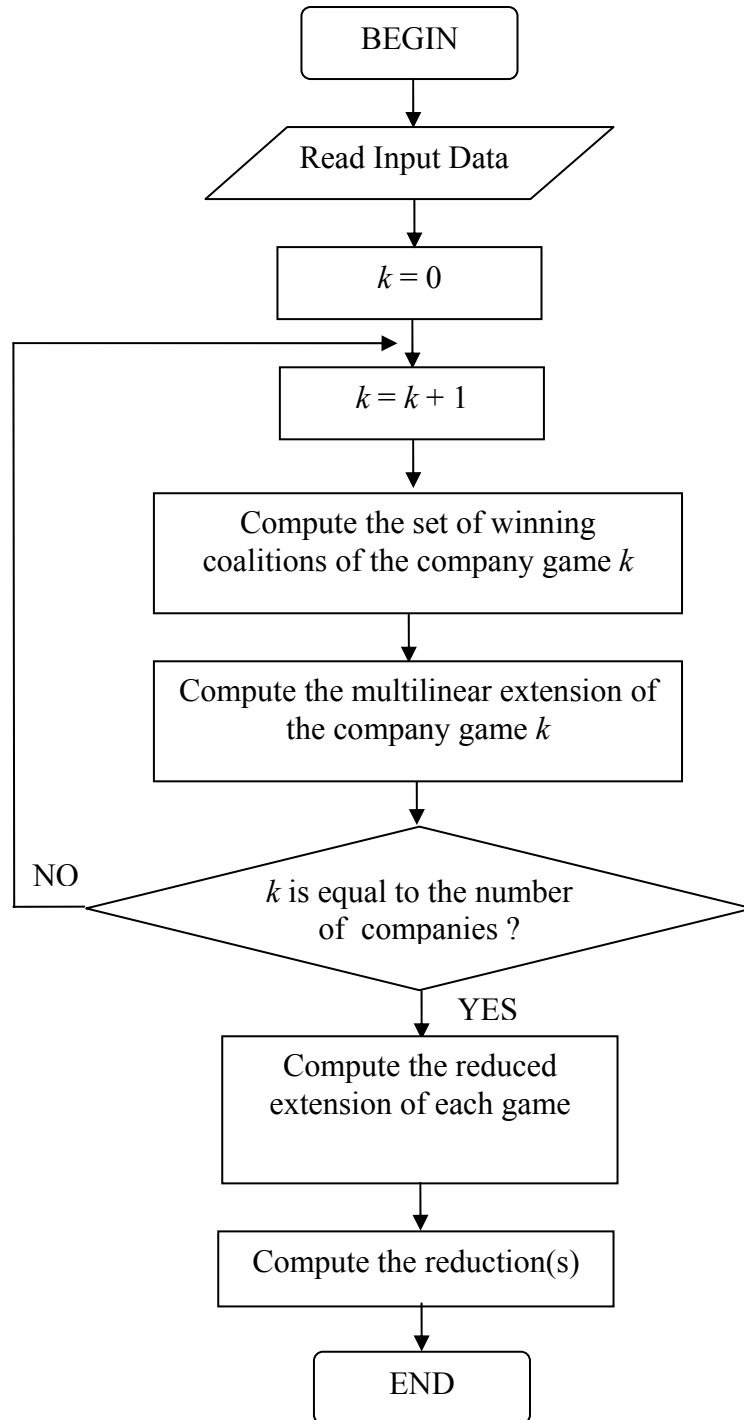 BEGIN
Read Input Data
k = 0
k = k + 1
Compute the set of winning
coalitions of the company game k
Compute the multilinear extension of
the company game k
NO
k is equal to the number
of companies ?
YES
Compute the reduced
extension of each game
Compute the reduction(s)
END